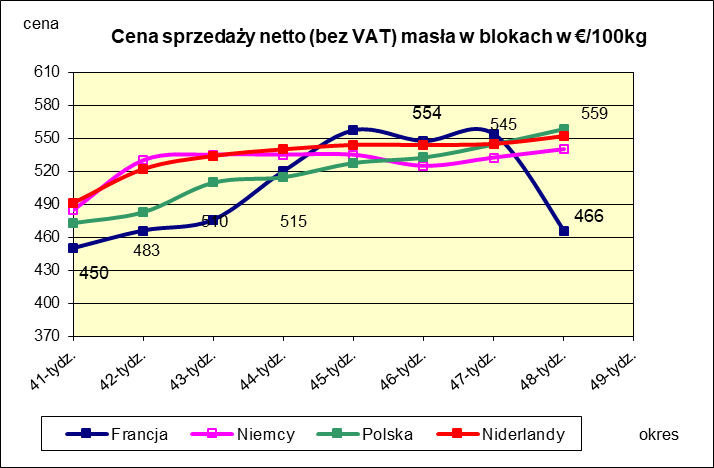 cena
Cena sprzedaży netto (bez VAT) masła w blokach w €/100kg
610
580
550
520
490
460
430
400
370
554
545
559
466
540
515
483
450
41-tydz.
42-tydz.
43-tydz.
44-tydz.
45-tydz.
46-tydz.
47-tydz.
48-tydz.
49-tydz.
Francja Niemcy Polska Niderlandy
okres